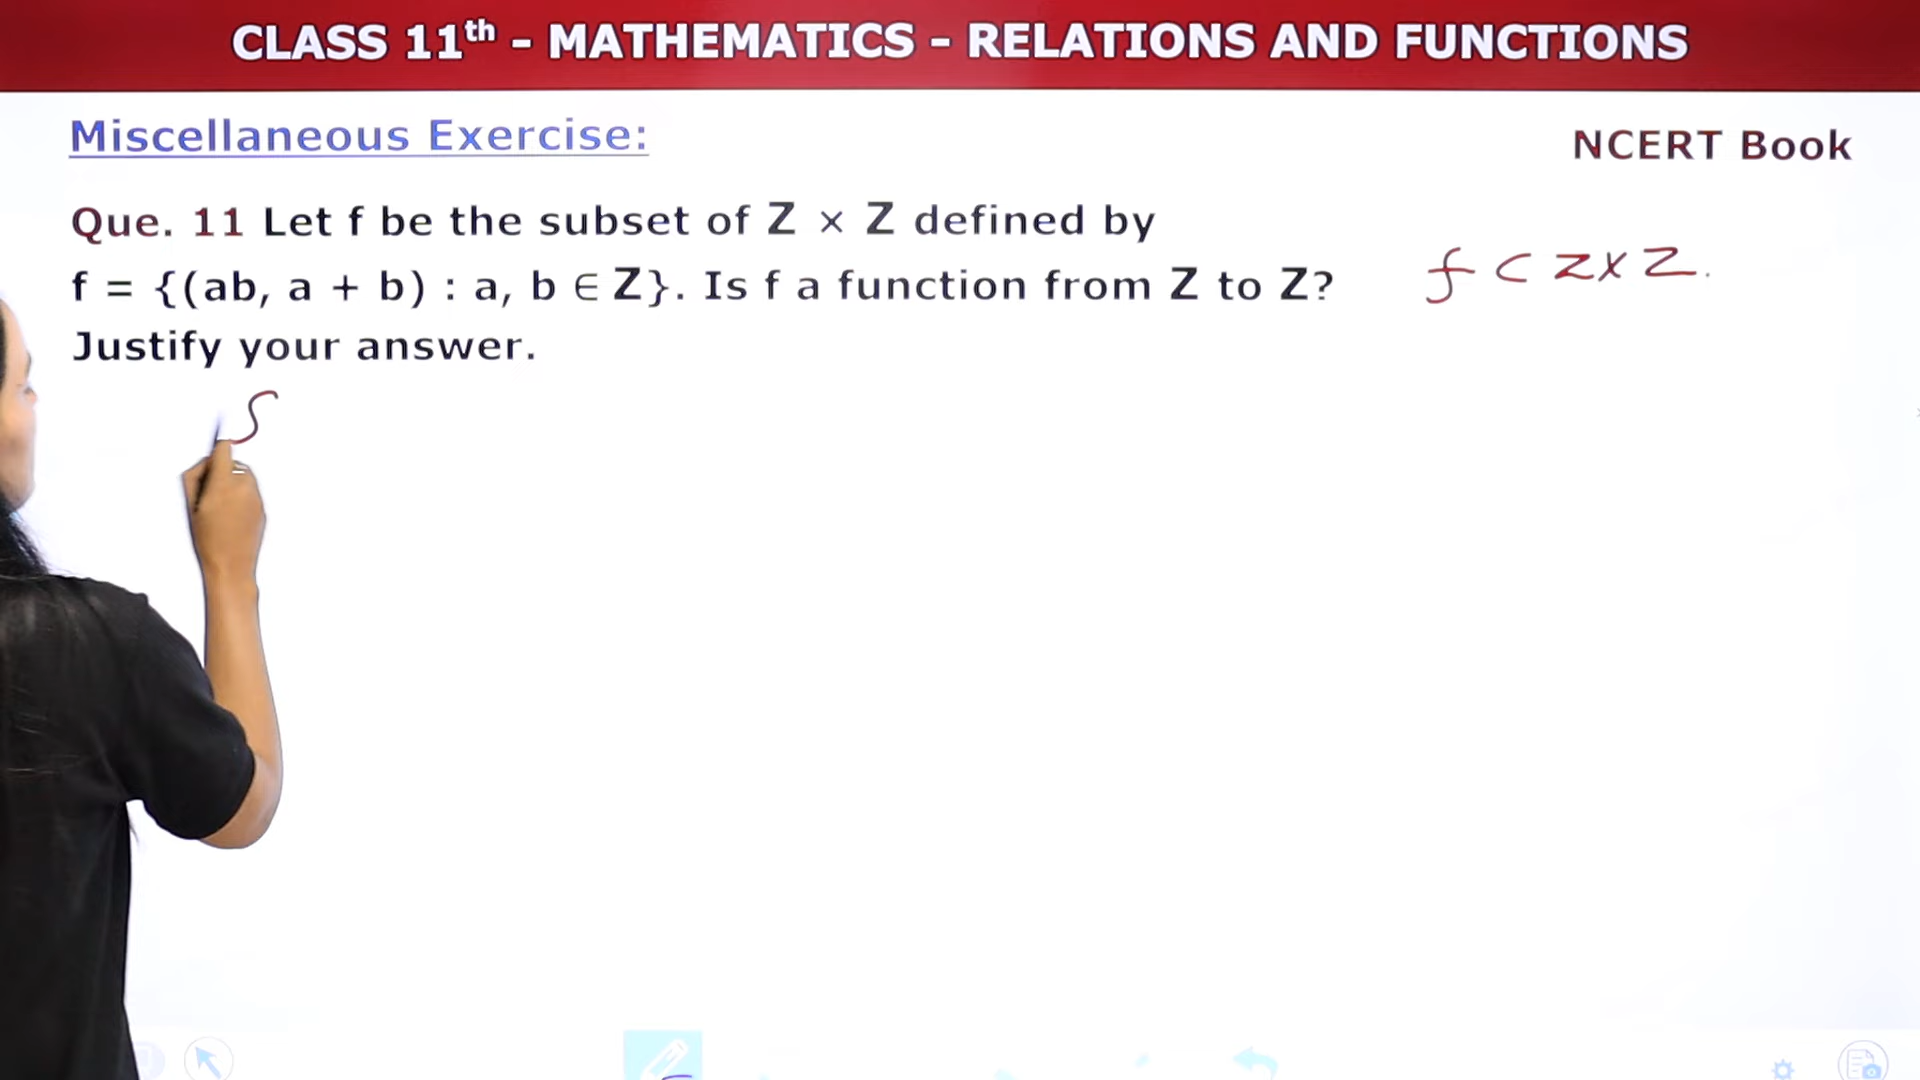 CLASS 11th - MATHEMATICS - RELATIONS AND FUNCTIONS
Miscellaneous Exercise:
NCERT Book
Que. 11 Let f be the subset of Z × Z defined by
f = {(ab, a + b) : a, b ∈ Z}. Is f a function from Z to Z?
f ⊂ Z×Z.
Justify your answer.
S